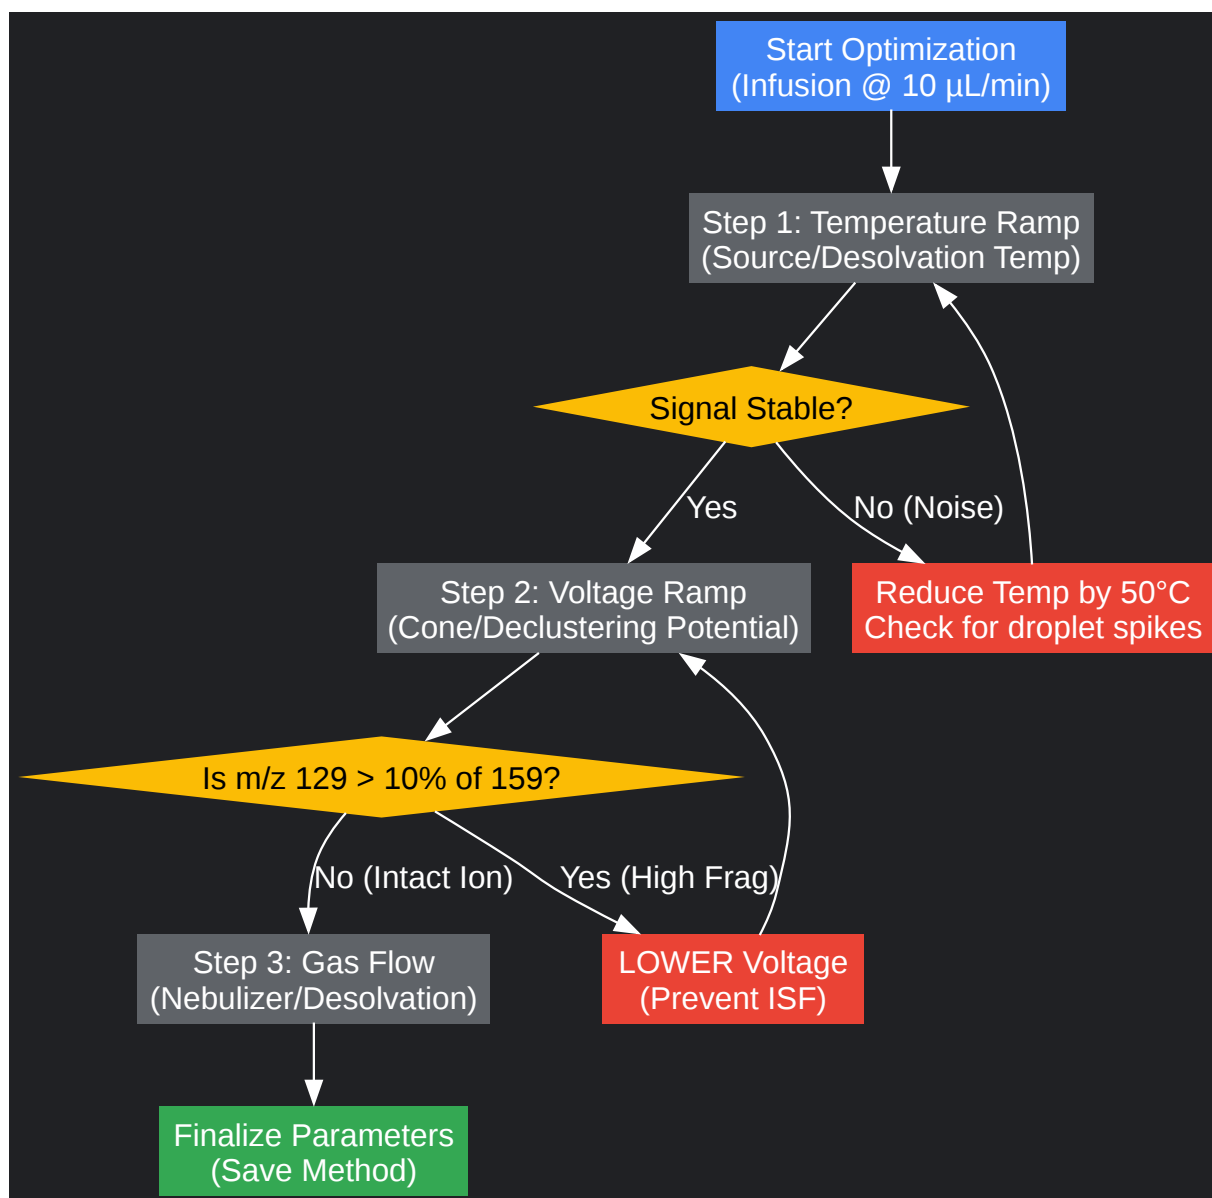 Start Optimization
(Infusion @ 10 µL/min)
Step 1: Temperature Ramp
(Source/Desolvation Temp)
Signal Stable?
Yes
No (Noise)
Step 2: Voltage Ramp
(Cone/Declustering Potential)
Reduce Temp by 50°C
Check for droplet spikes
Is m/z 129 > 10% of 159?
No (Intact Ion)
Yes (High Frag)
Step 3: Gas Flow
(Nebulizer/Desolvation)
LOWER Voltage
(Prevent ISF)
Finalize Parameters
(Save Method)